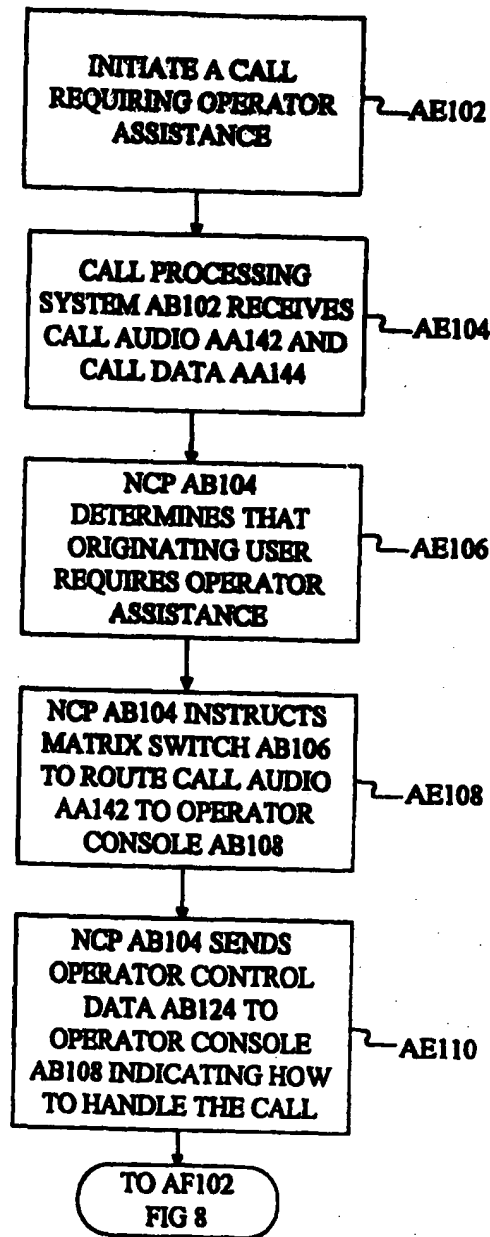 INITIATE A CALL
REQUIRING OPERATOR
ASSISTANCE
AE102
CALL PROCESSING
SYSTEM AB102 RECEIVES
CALL AUDIO AA142 AND
CALL DATA AA144
AE104
NCP AB104
DETERMINES THAT
ORIGINATING USER
REQUIRES OPERATOR
ASSISTANCE
AE106
NCP AB104 INSTRUCTS
MATRIX SWITCH AB106
TO ROUTE CALL AUDIO
AA142 TO OPERATOR
CONSOLE AB108
AE108
NCP AB104 SENDS
OPERATOR CONTROL
DATA AB124 TO
OPERATOR CONSOLE
AB108 INDICATING HOW
TO HANDLE THE CALL
AE110
TO AF102
FIG 8